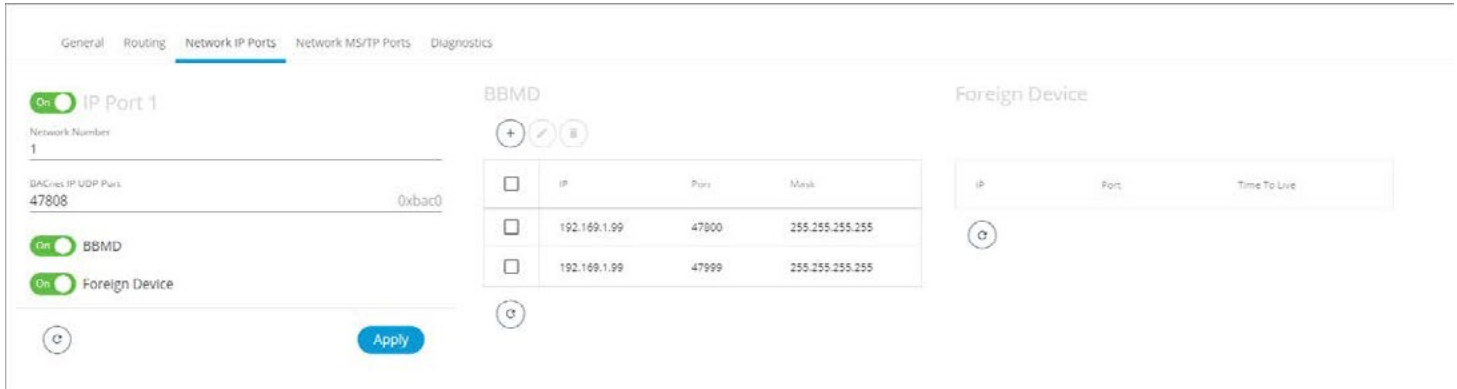 General Routing Network IP Ports Network MS/TP Ports Diagnostics
On IP Port 1
Network Number
1
BACnet IP UDP Port
47808 0xbac0
On BBMD
On Foreign Device
Apply
BBMD
IP Port Mask
192.169.1.99 47800 255.255.255.255
192.169.1.99 47999 255.255.255.255
Foreign Device
IP Port Time To Live